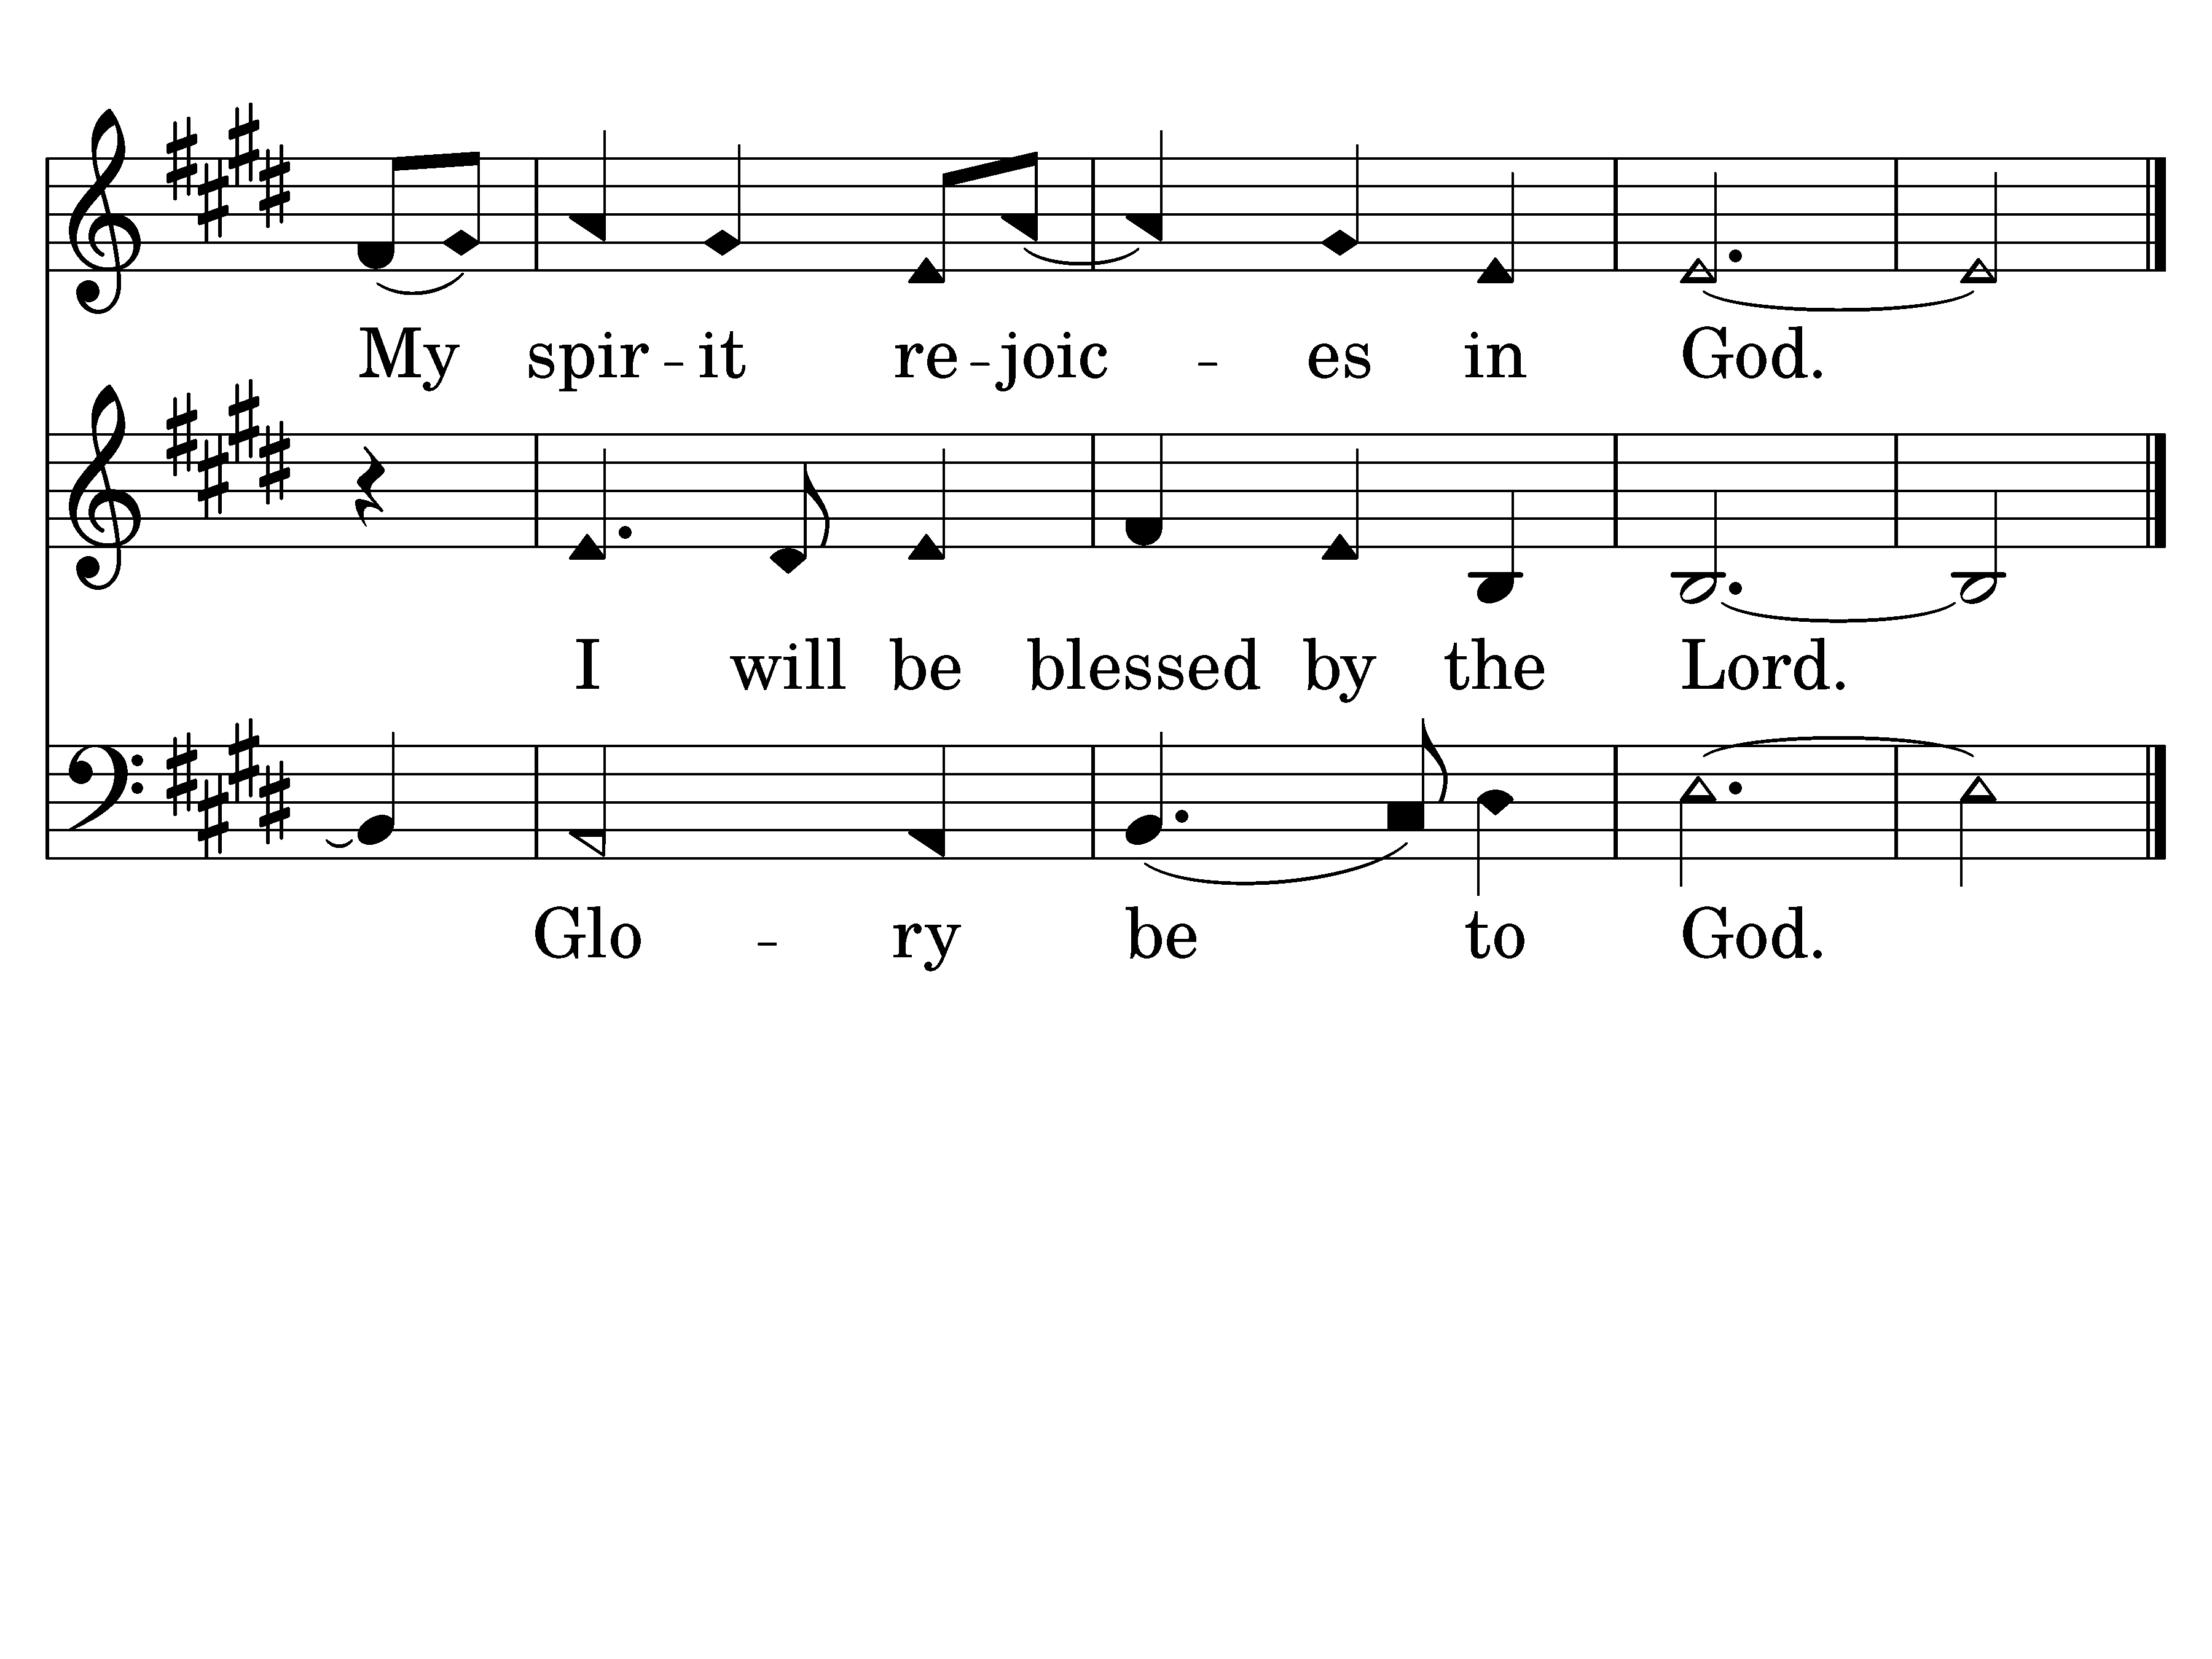 My spir - it re - joic - es in God.
I will be blessed by the Lord.
Glo - ry be to God.